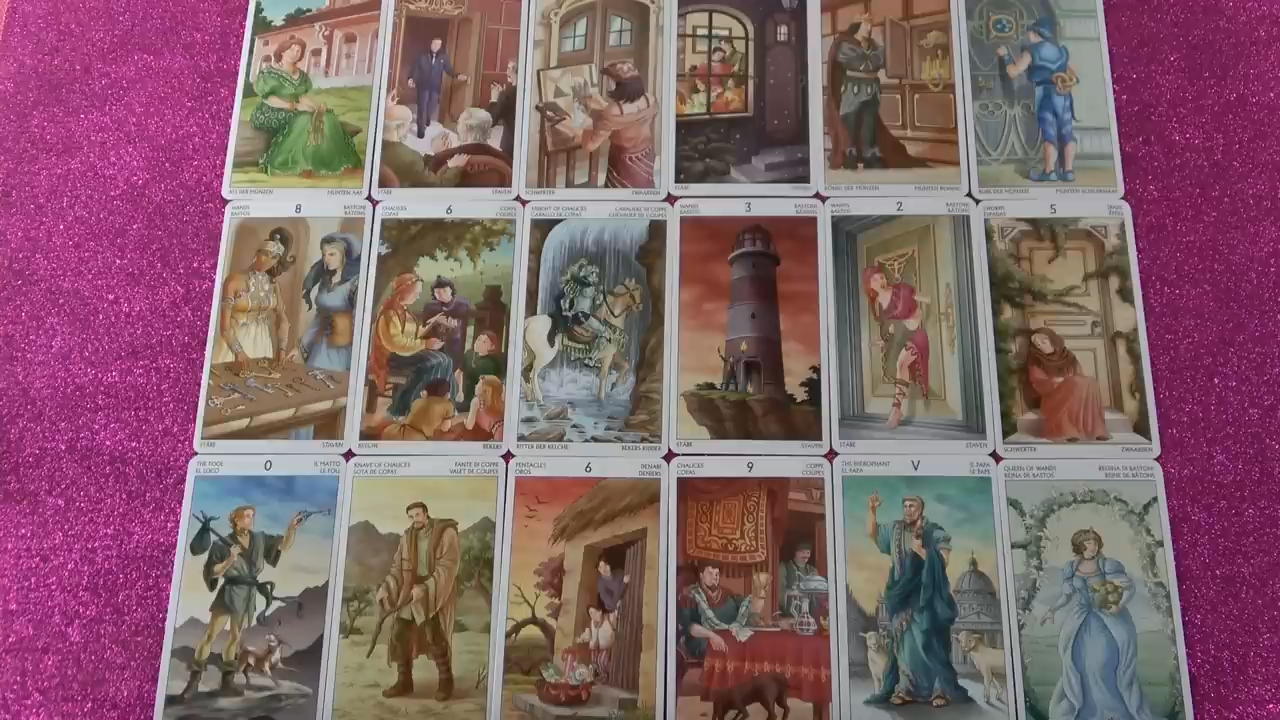 ASS DER MÜNZEN MUNTEN AAS
STÄBE STAVEN
SCHWERTER ZWAARDEN
STÄBE
KÖNIG DER MÜNZEN MUNTEN KONING
BUBE DER MÜNZEN MUNTEN SCHILDKNAAP
WANDS 8 BASTONI
BASTOS BÂTONS
STÄBE STAVEN
CHALICES 6 COPPE
COPAS COUPES
KELCHE BEKERS
KNIGHT OF CHALICES CAVALIERE DI COPPE
CABALLO DE COPAS CHEVALIER DE COUPES
RITTER DER KELCHE BEKERS RIDDER
WANDS 3 BASTONI
BASTOS BÂTONS
STÄBE STAVEN
WANDS 2 BASTONI
BASTOS BÂTONS
STÄBE STAVEN
SWORDS 5 SPADE
ESPADAS ÉPÉES
SCHWERTER ZWAARDEN
THE FOOL 0 IL MATTO
EL LOCO LE FOU
KNAVE OF CHALICES FANTE DI COPPE
SOTA DE COPAS VALET DE COUPES
PENTACLES 6 DENARI
OROS DENIERS
CHALICES 9 COPPE
COPAS COUPES
THE HIEROPHANT V IL PAPA
EL PAPA LE PAPE
QUEEN OF WANDS REGINA DI BASTONI
REINA DE BASTOS REINE DE BÂTONS